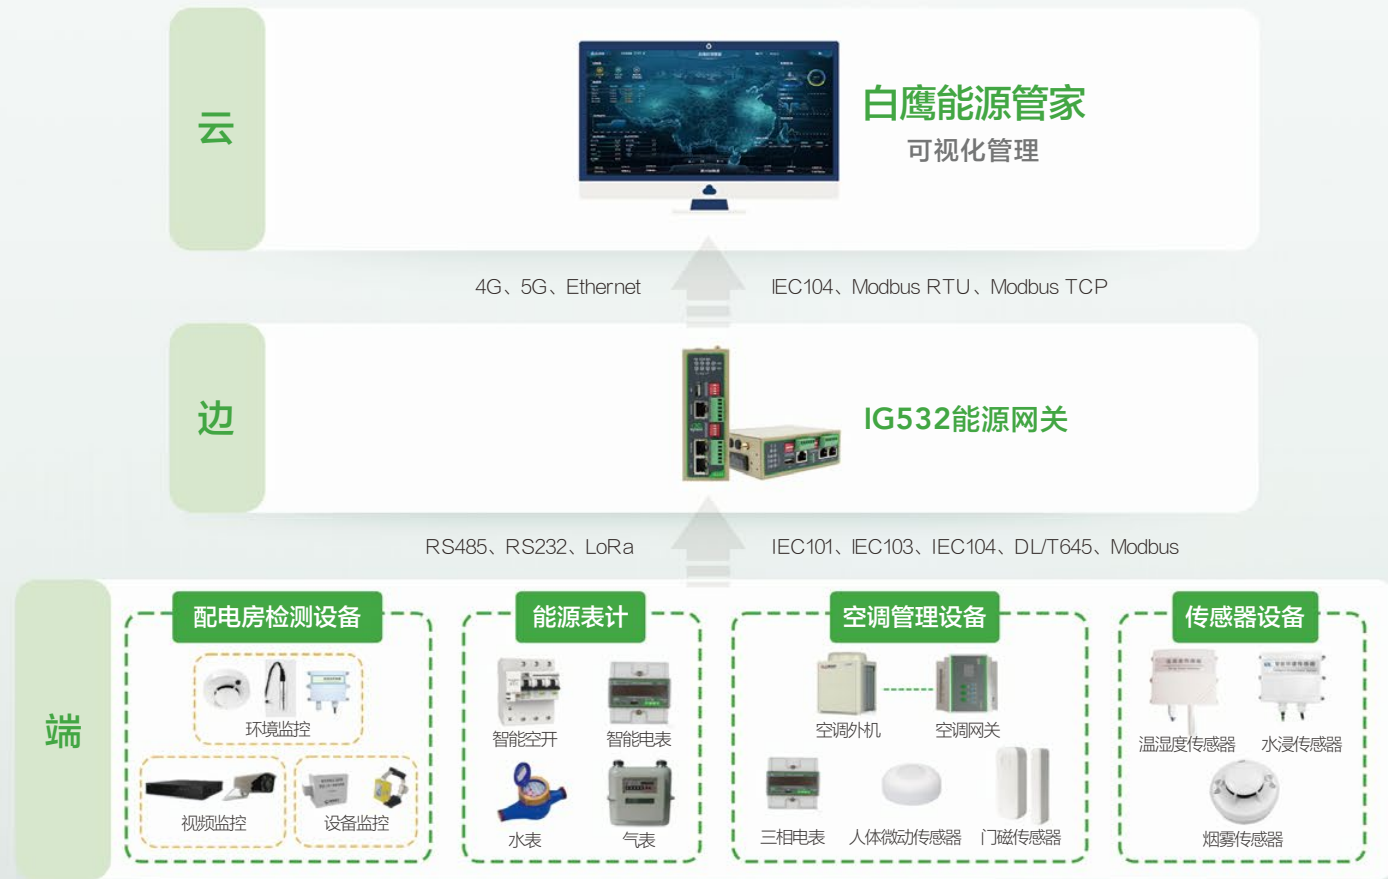 云
白鹰能源管家
可视化管理
4G、5G、Ethernet
IEC104、Modbus RTU、Modbus TCP
边
IG532能源网关
RS485、RS232、LoRa
IEC101、IEC103、IEC104、DL/T645、Modbus
端
配电房检测设备
环境监控
视频监控
设备监控
能源表计
智能空开
智能电表
水表
气表
空调管理设备
空调外机
空调网关
三相电表
人体微动传感器
门磁传感器
传感器设备
温湿度传感器
水浸传感器
烟雾传感器